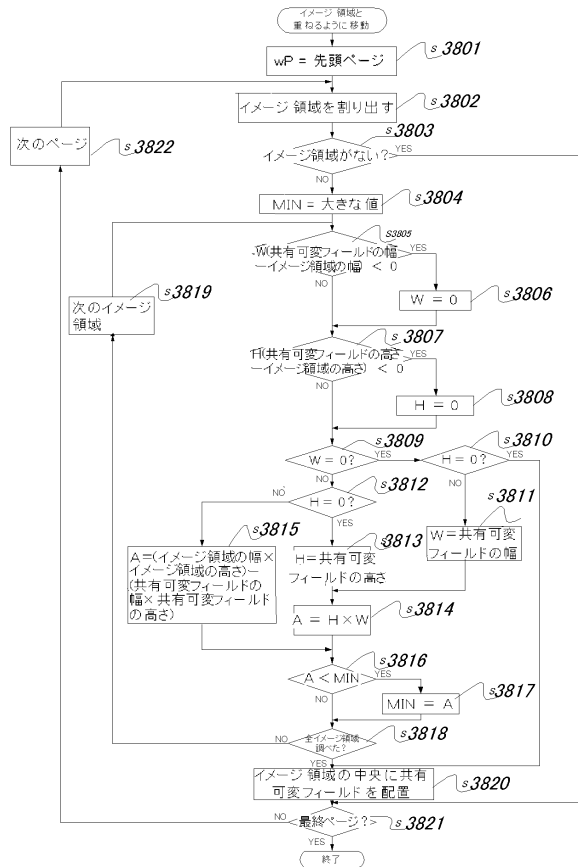 イメージ領域と
重ねるように移動
s3801
wP = 先頭ページ
s3802
イメージ領域を割り出す
s3803
イメージ領域がない?
YES
NO
次のページ
s3822
s3804
MIN = 大きな値
S3805
W(共有可変フィールドの幅
ーイメージ領域の幅 < 0
YES
NO
s3806
W = 0
s3819
次のイメージ
領域
s3807
H(共有可変フィールドの高さ
ーイメージ領域の高さ) < 0
YES
NO
s3808
H = 0
s3809
W = 0?
YES
NO
s3810
H = 0?
YES
NO
s3812
H = 0?
NO
YES
s3811
W=共有可変
フィールドの幅
s3815
A=(イメージ領域の幅×
イメージ領域の高さ)ー
(共有可変フィールドの
幅×共有可変フィールド
の高さ)
s3813
H=共有可変
フィールドの高さ
s3814
A = H×W
s3816
A < MIN
YES
NO
s3817
MIN = A
s3818
全イメージ領域
調べた?
NO
YES
s3820
イメージ領域の中央に共有
可変フィールドを配置
s3821
最終ページ?
NO
YES
終了